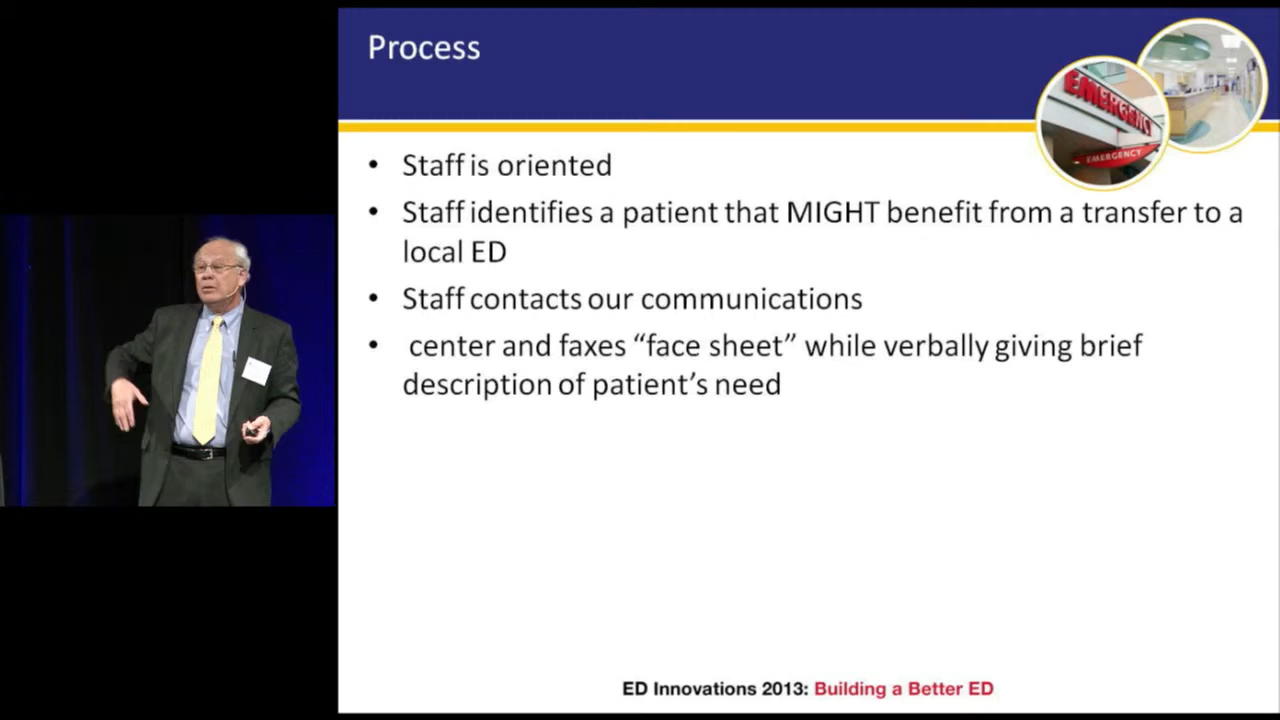 Process
EMERGENCY
EMERGENCY
• Staff is oriented
• Staff identifies a patient that MIGHT benefit from a transfer to a
local ED
• Staff contacts our communications
• center and faxes “face sheet” while verbally giving brief
description of patient’s need
ED Innovations 2013: Building a Better ED